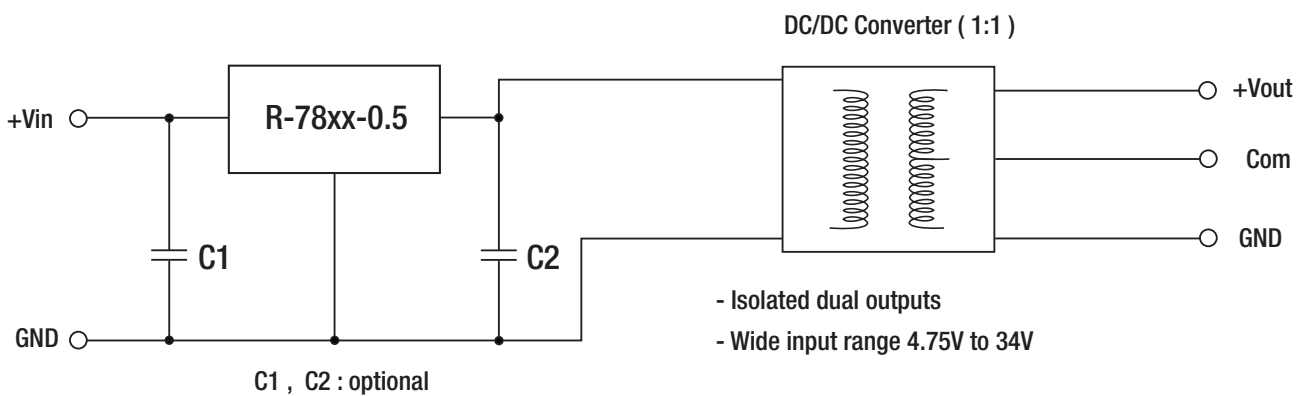 DC/DC Converter ( 1:1 )
+Vin
R-78xx-0.5
+Vout
Com
C1
C2
GND
GND
- Isolated dual outputs
- Wide input range 4.75V to 34V
C1 , C2 : optional